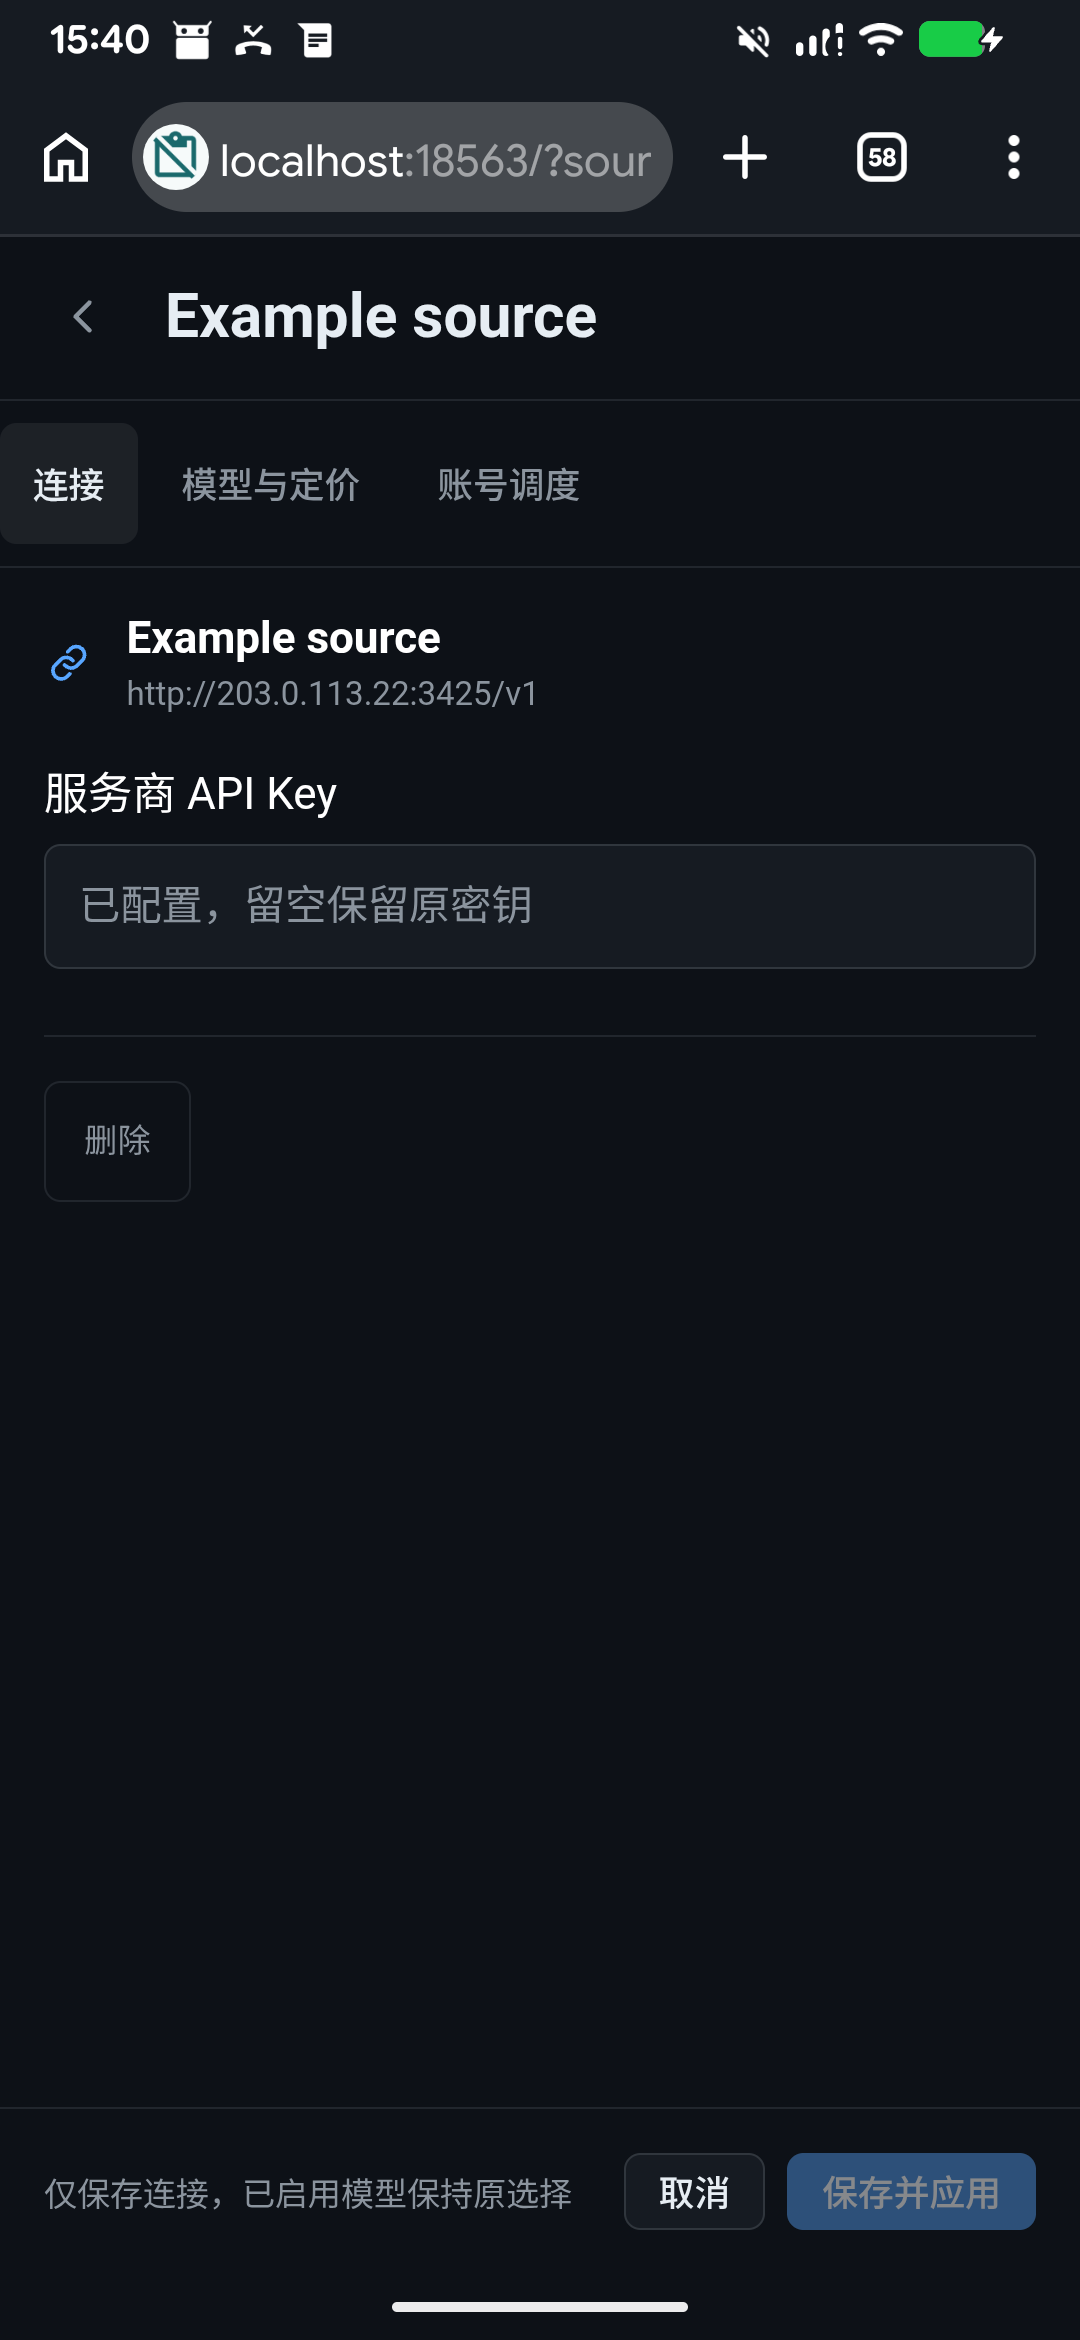 15:40
localhost:18563/?sour
58
Example source
连接
模型与定价
账号调度
Example source
http://203.0.113.22:3425/v1
服务商 API Key
已配置，留空保留原密钥
删除
仅保存连接，已启用模型保持原选择
取消
保存并应用